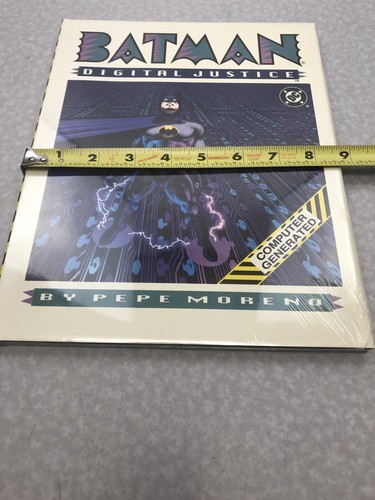 BATMAN
DIGITAL JUSTICE
DC
1 2 3 4 5 6 7 8 9
COMPUTER
GENERATED
BY PEPE MORENO